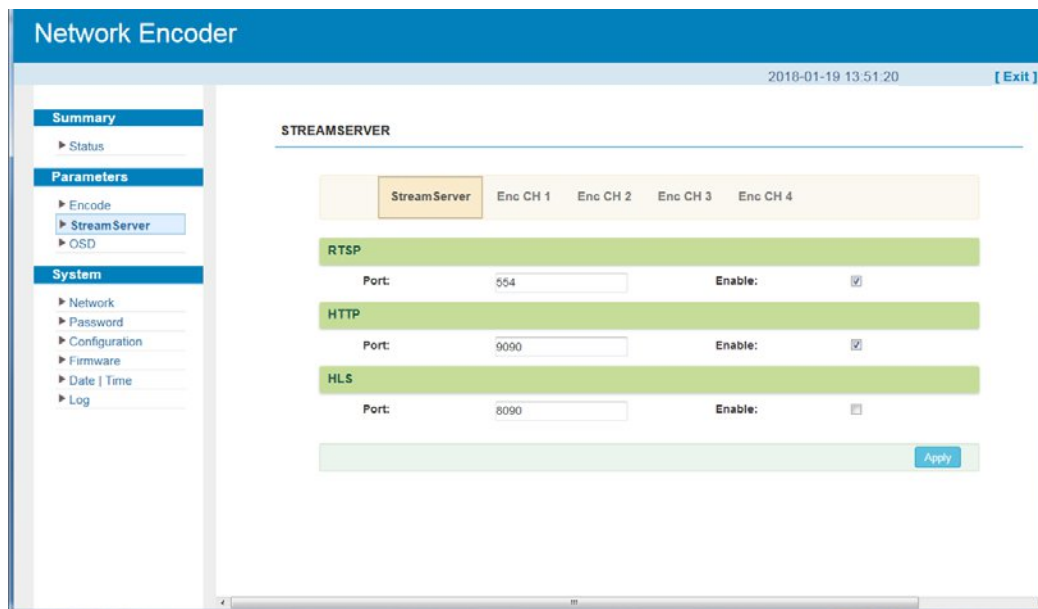 Network Encoder
2018-01-19 13:51:20 [ Exit ]
Summary
Status
Parameters
Encode
StreamServer
OSD
System
Network
Password
Configuration
Firmware
Date | Time
Log
STREAMSERVER
StreamServer Enc CH 1 Enc CH 2 Enc CH 3 Enc CH 4
RTSP
Port: 554 Enable:
HTTP
Port: 9090 Enable:
HLS
Port: 8090 Enable:
Apply